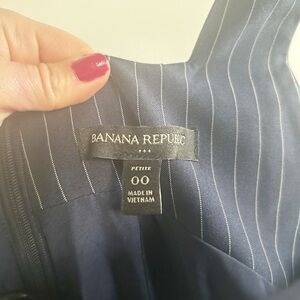 BANANA REPUBLIC
PETITE
00
MADE IN
VIETNAM